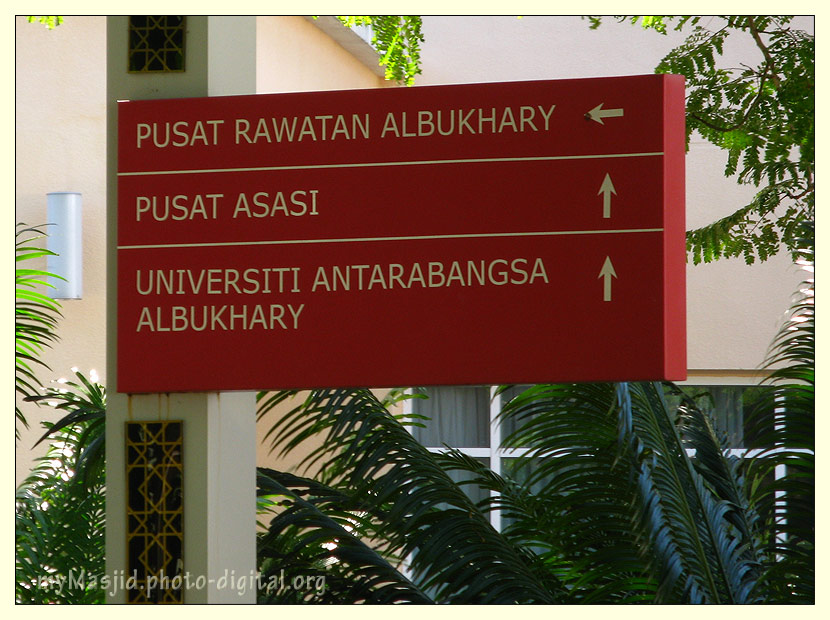 PUSAT RAWATAN ALBUKHARY
PUSAT ASASI
UNIVERSITI ANTARABANGSA
ALBUKHARY
myMasjid.photo-digital.org